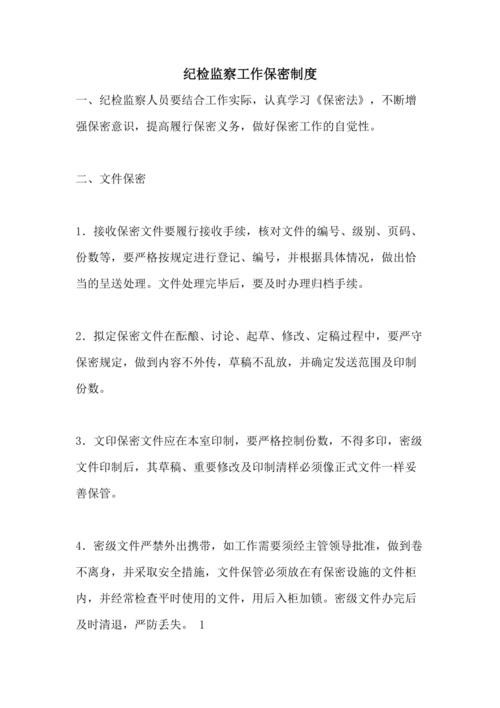 纪检监察工作保密制度
一、纪检监察人员要结合工作实际，认真学习《保密法》，不断增
强保密意识，提高履行保密义务，做好保密工作的自觉性。
二、文件保密
1．接收保密文件要履行接收手续，核对文件的编号、级别、页码、
份数等，要严格按规定进行登记、编号，并根据具体情况，做出恰
当的呈送处理。文件处理完毕后，要及时办理归档手续。
2．拟定保密文件在酝酿、讨论、起草、修改、定稿过程中，要严守
保密规定，做到内容不外传，草稿不乱放，并确定发送范围及印制
份数。
3．文印保密文件应在本室印制，要严格控制份数，不得多印，密级
文件印制后，其草稿、重要修改及印制清样必须像正式文件一样妥
善保管。
4．密级文件严禁外出携带，如工作需要须经主管领导批准，做到卷
不离身，并采取安全措施，文件保管必须放在有保密设施的文件柜
内，并经常检查平时使用的文件，用后入柜加锁。密级文件办完后
及时清退，严防丢失。 1